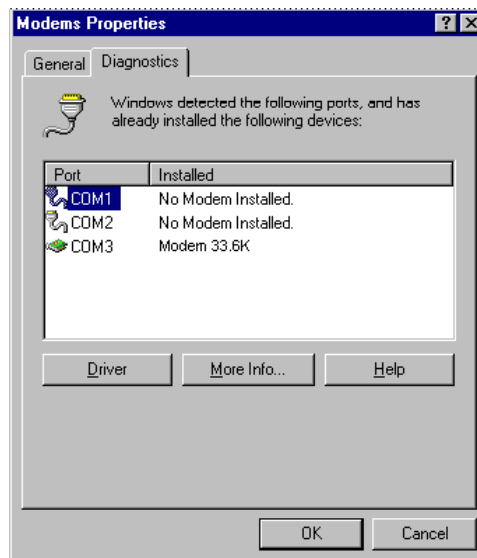 Modems Properties
General Diagnostics
Windows detected the following ports, and has
already installed the following devices:
Port Installed
COM1 No Modem Installed.
COM2 No Modem Installed.
COM3 Modem 33.6K
Driver More Info... Help
OK Cancel